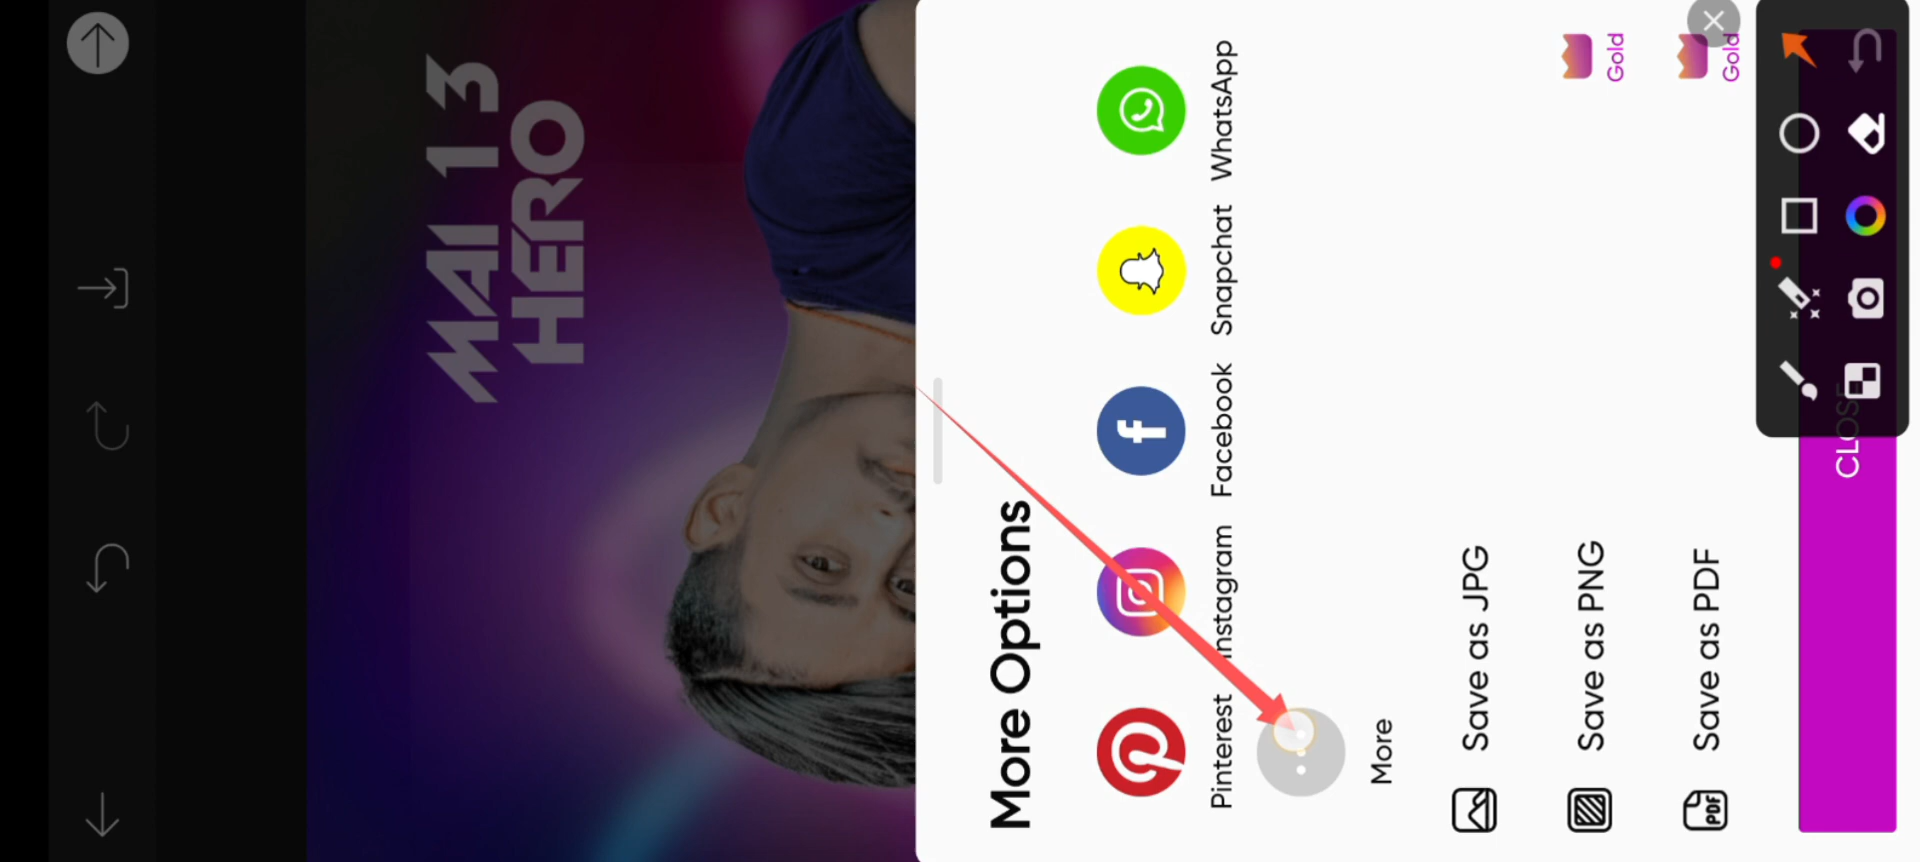 MAI 13
HERO
More Options
Pinterest
Instagram
Facebook
Snapchat
WhatsApp
More
Save as JPG
Save as PNG
Gold
Save as PDF
PDF
Gold
CLOSE